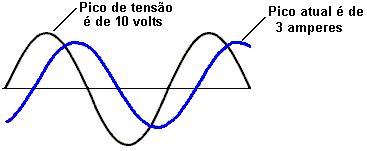 Pico de tensão
é de 10 volts
Pico atual é de
3 amperes